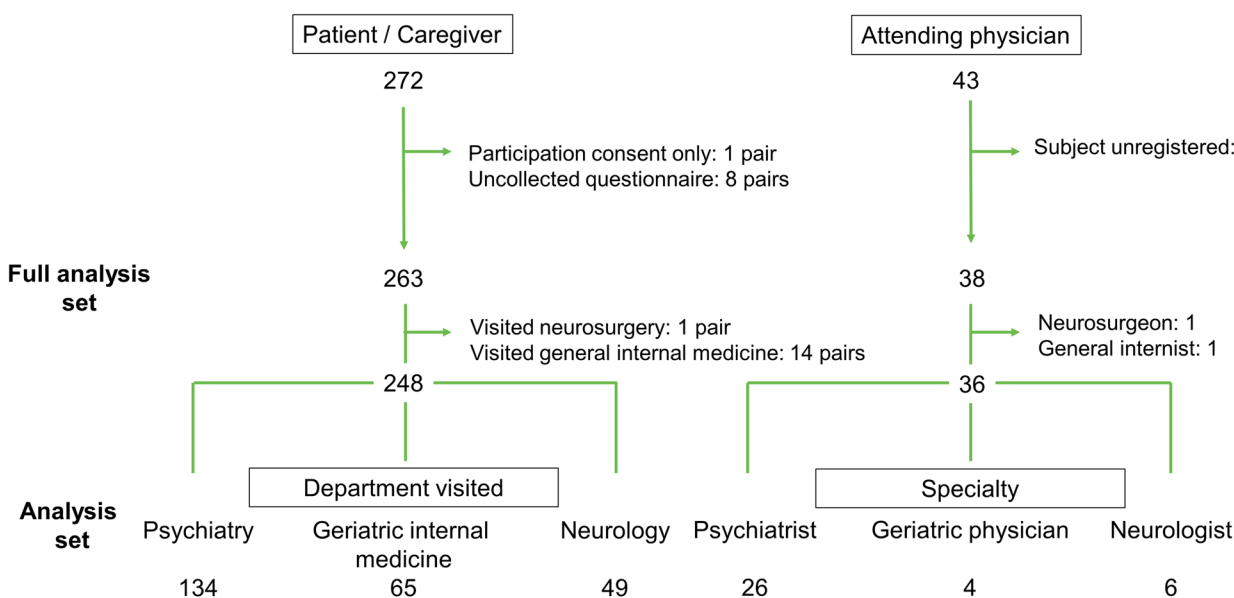 Patient / Caregiver
272
Participation consent only: 1 pair
Uncollected questionnaire: 8 pairs
Attending physician
43
Subject unregistered:
Full analysis
set
263
Visited neurosurgery: 1 pair
Visited general internal medicine: 14 pairs
248
38
Neurosurgeon: 1
General internist: 1
36
Analysis
set
Department visited
Psychiatry
134
Geriatric internal
medicine
65
Neurology
49
Specialty
Psychiatrist
26
Geriatric physician
4
Neurologist
6